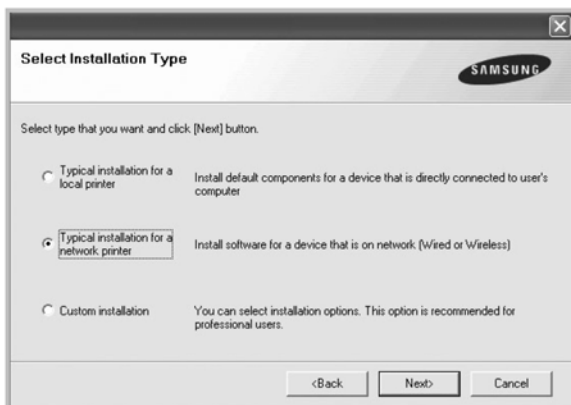 Select Installation Type
SAMSUNG
Select type that you want and click [Next] button.
Typical installation for a
local printer
Install default components for a device that is directly connected to user's
computer
Typical installation for a
network printer
Install software for a device that is on network (Wired or Wireless)
Custom installation
You can select installation options. This option is recommended for
professional users.
<Back
Next>
Cancel